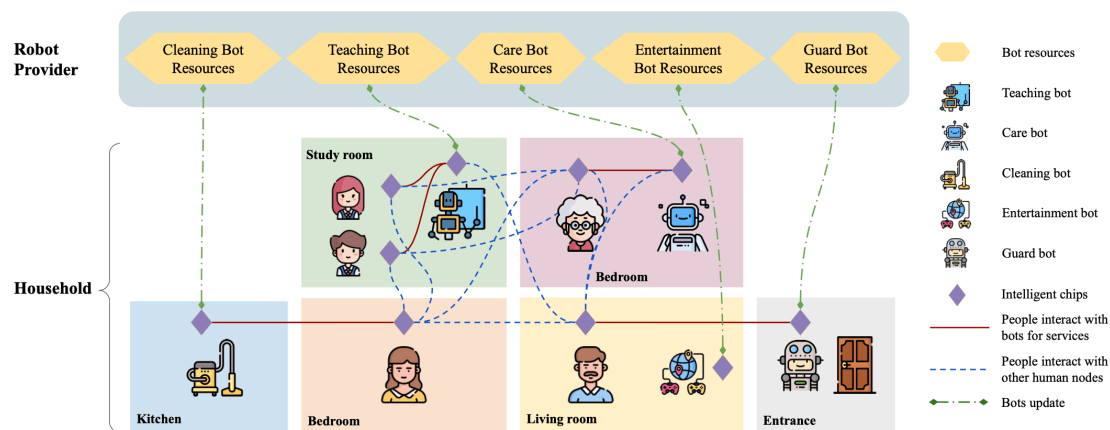 Robot
Provider
Cleaning Bot
Resources
Teaching Bot
Resources
Care Bot
Resources
Entertainment
Bot Resources
Guard Bot
Resources
Household
Study room
Bedroom
Kitchen
Bedroom
Living room
Entrance
Bot resources
Teaching bot
Care bot
Cleaning bot
Entertainment bot
Guard bot
Intelligent chips
People interact with
bots for services
People interact with
other human nodes
Bots update